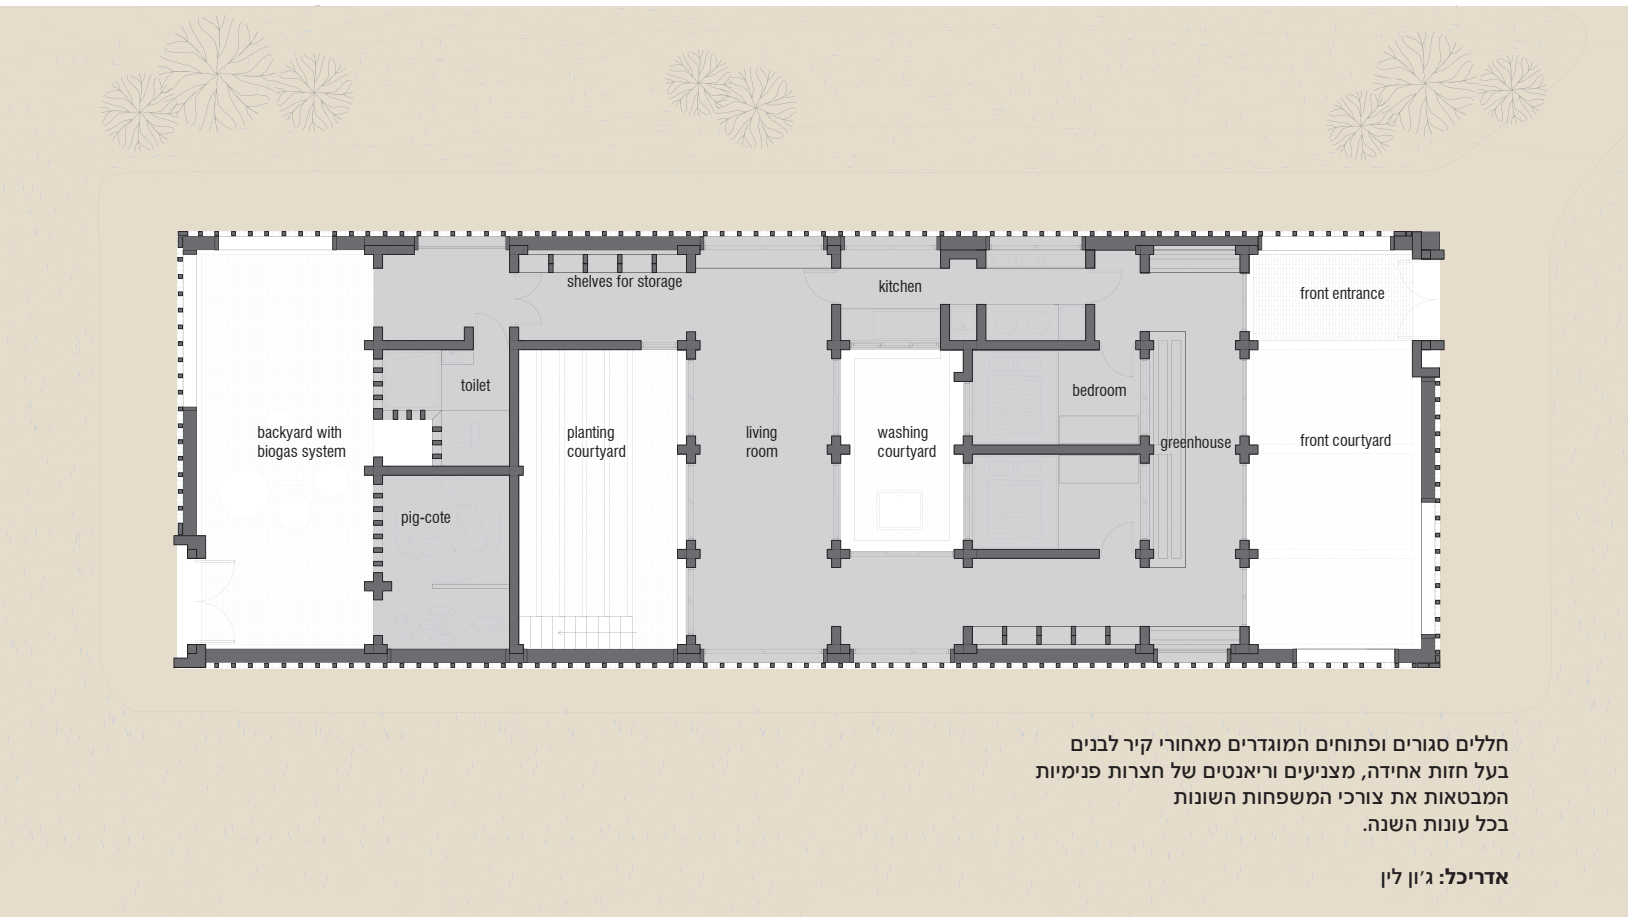 shelves for storage
kitchen
front entrance
toilet
bedroom
backyard with
biogas system
planting
courtyard
living
room
washing
courtyard
greenhouse
front courtyard
pig-cote
חללים סגורים ופתוחים המוגדרים מאחורי קיר לבנים
בעל חזות אחידה, מצניעים וריאנטים של חצרות פנימיות
המבטאות את צורכי המשפחות השונות
בכל עונות השנה.
אדריכל: ג׳ון לין